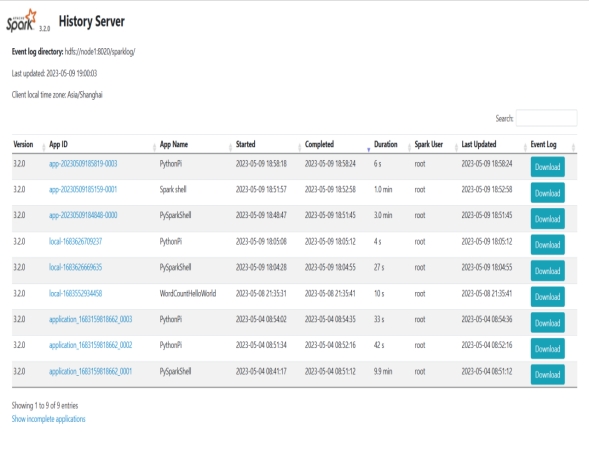 APACHE Spark 3.2.0 History Server
Event log directory: hdfs://node1:8020/sparklog/
Last updated: 2023-05-09 19:00:03
Client local time zone: Asia/Shanghai
Search:
Version App ID App Name Started Completed Duration Spark User Last Updated Event Log
3.2.0 app-20230509185819-0003 PythonPi 2023-05-09 18:58:18 2023-05-09 18:58:24 6 s root 2023-05-09 18:58:24 Download
3.2.0 app-20230509185159-0001 Spark shell 2023-05-09 18:51:57 2023-05-09 18:52:58 1.0 min root 2023-05-09 18:52:58 Download
3.2.0 app-20230509184848-0000 PySparkShell 2023-05-09 18:48:47 2023-05-09 18:51:45 3.0 min root 2023-05-09 18:51:45 Download
3.2.0 local-1683626709237 PythonPi 2023-05-09 18:05:08 2023-05-09 18:05:12 4 s root 2023-05-09 18:05:12 Download
3.2.0 local-1683626669635 PySparkShell 2023-05-09 18:04:28 2023-05-09 18:04:55 27 s root 2023-05-09 18:04:55 Download
3.2.0 local-1683552934458 WordCountHelloWorld 2023-05-08 21:35:31 2023-05-08 21:35:41 10 s root 2023-05-08 21:35:41 Download
3.2.0 application_1683159818662_0003 PythonPi 2023-05-04 08:54:02 2023-05-04 08:54:35 33 s root 2023-05-04 08:54:36 Download
3.2.0 application_1683159818662_0002 PythonPi 2023-05-04 08:51:34 2023-05-04 08:52:16 42 s root 2023-05-04 08:52:16 Download
3.2.0 application_1683159818662_0001 PySparkShell 2023-05-04 08:41:17 2023-05-04 08:51:12 9.9 min root 2023-05-04 08:51:12 Download
Showing 1 to 9 of 9 entries
Show incomplete applications